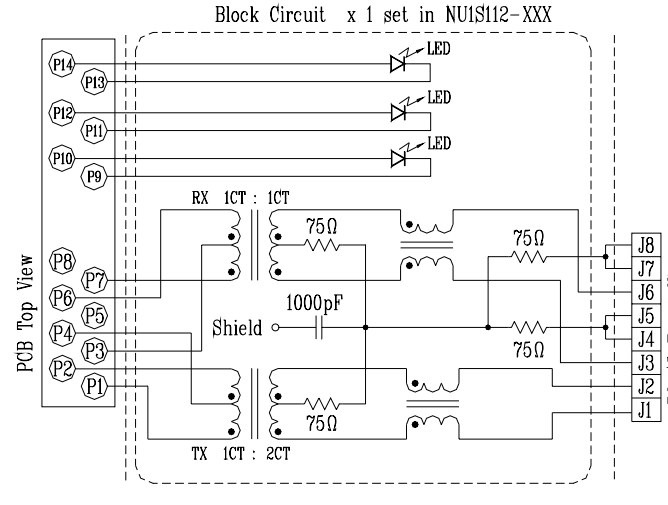 Block Circuit x 1 set in NU1S112-XXX
P14
LED
P13
P12
LED
P11
P10
LED
P9
RX 1CT : 1CT
75Ω
75Ω
J8
P8
J7
P7
J6
P6
1000pF
P5
J5
Shield
P4
J4
P3
75Ω
J3
P2
J2
P1
J1
75Ω
TX 1CT : 2CT
PCB Top View